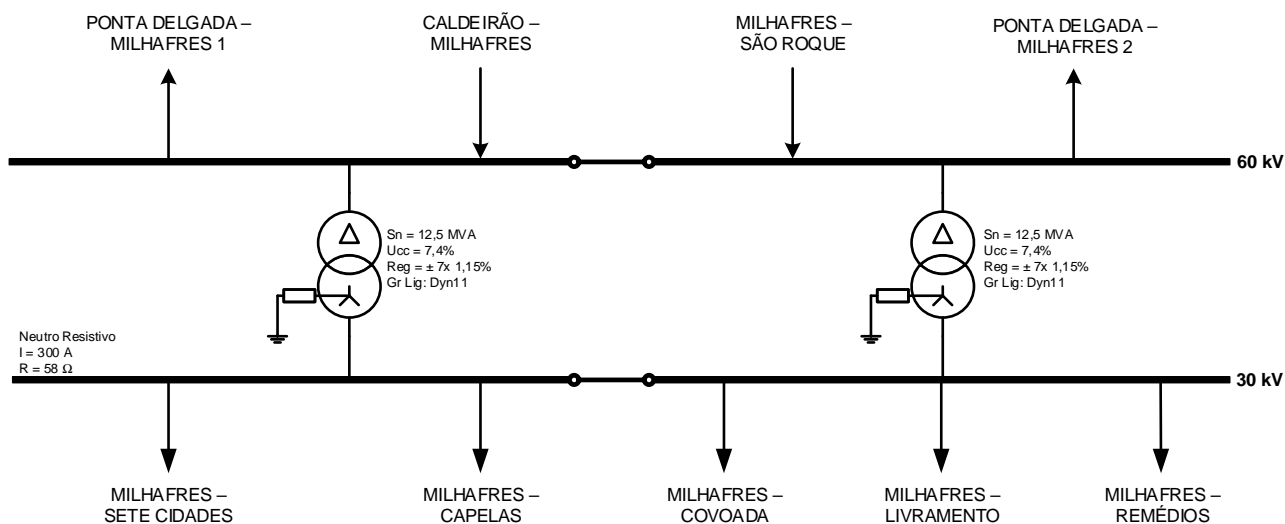 PONTA DELGADA –
MILHAFRES 1
CALDEIRÃO –
MILHAFRES
MILHAFRES –
SÃO ROQUE
PONTA DELGADA –
MILHAFRES 2
60 kV
Sn = 12,5 MVA
Ucc = 7,4%
Reg = ± 7x 1,15%
Gr Lig: Dyn11
Sn = 12,5 MVA
Ucc = 7,4%
Reg = ± 7x 1,15%
Gr Lig: Dyn11
Neutro Resistivo
I = 300 A
R = 58 Ω
30 kV
MILHAFRES –
SETE CIDADES
MILHAFRES –
CAPELAS
MILHAFRES –
COVOADA
MILHAFRES –
LIVRAMENTO
MILHAFRES –
REMÉDIOS